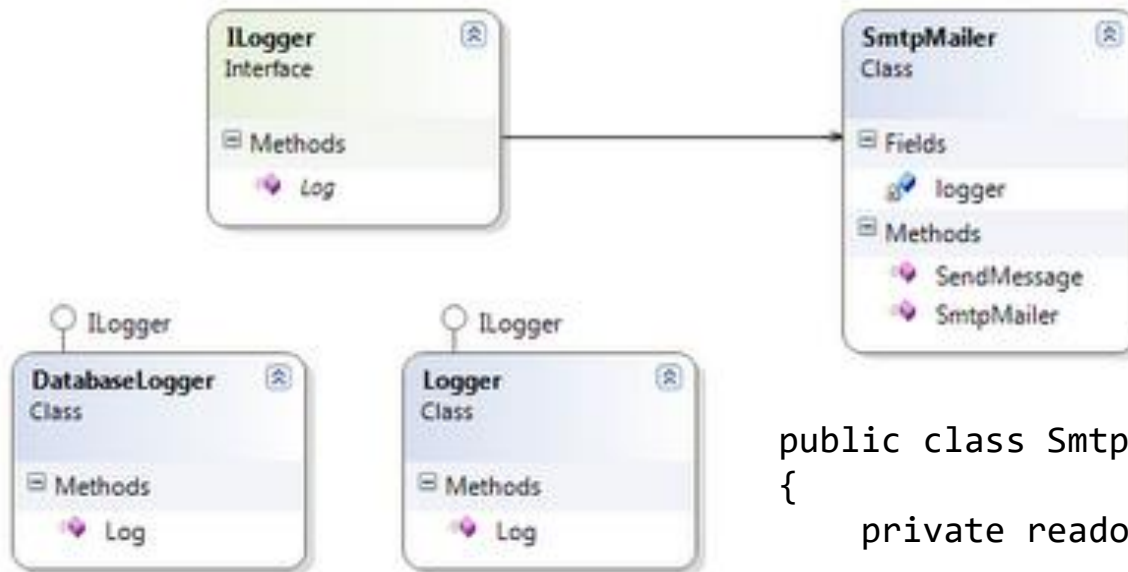 ILogger
Interface
Methods
Log
SmtpMailer
Class
Fields
logger
Methods
SendMessage
SmtpMailer
ILogger
DatabaseLogger
Class
Methods
Log
ILogger
Logger
Class
Methods
Log
public class Smtp
{
private reado